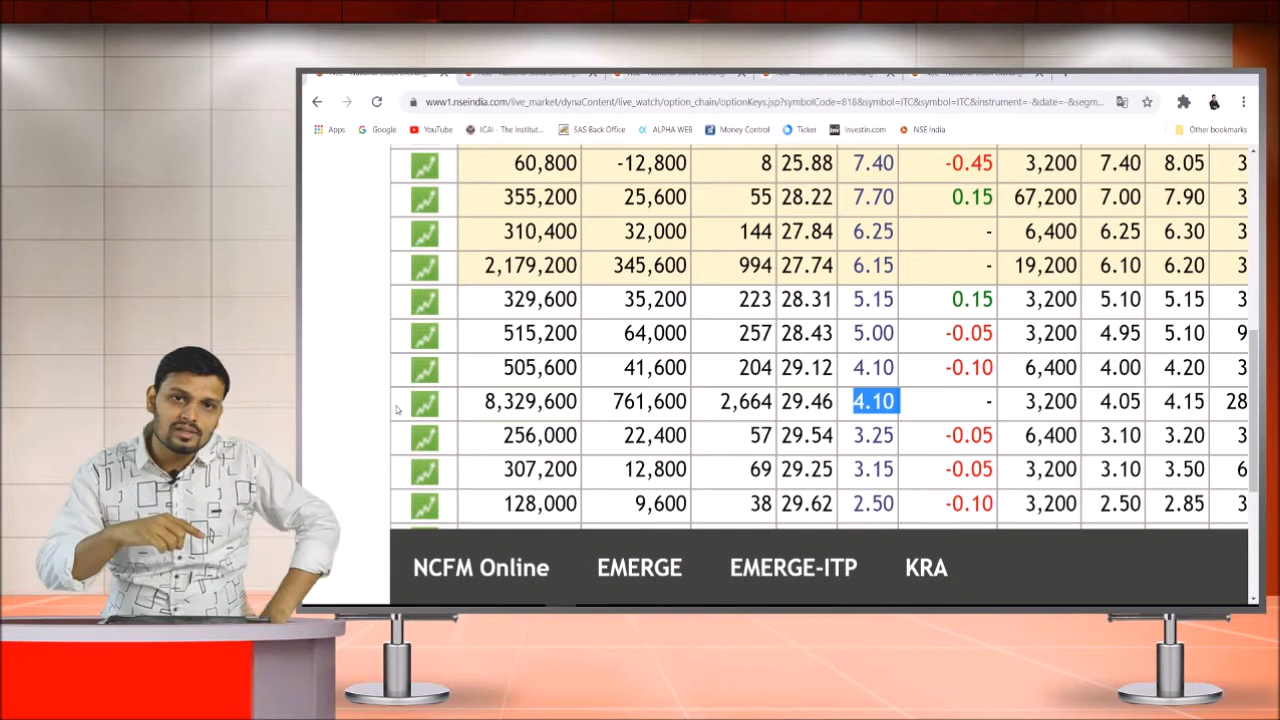 www1.nseindia.com/live_market/dynaContent/live_watch/option_chain/optionKeys.jsp?symbolCode=818&symbol=ITC&symbol=ITC&instrument=-&date=-&segm...
Apps Google YouTube ICAI - The Institut... SAS Back Office ALPHA WEB Money Control Ticker Investin.com NSE India Other bookmarks
60,800 -12,800 8 25.88 7.40 -0.45 3,200 7.40 8.05 3
355,200 25,600 55 28.22 7.70 0.15 67,200 7.00 7.90 3
310,400 32,000 144 27.84 6.25 - 6,400 6.25 6.30 3
2,179,200 345,600 994 27.74 6.15 - 19,200 6.10 6.20 3
329,600 35,200 223 28.31 5.15 0.15 3,200 5.10 5.15 3
515,200 64,000 257 28.43 5.00 -0.05 3,200 4.95 5.10 9
505,600 41,600 204 29.12 4.10 -0.10 6,400 4.00 4.20 3
8,329,600 761,600 2,664 29.46 4.10 - 3,200 4.05 4.15 28
256,000 22,400 57 29.54 3.25 -0.05 6,400 3.10 3.20 3
307,200 12,800 69 29.25 3.15 -0.05 3,200 3.10 3.50 6
128,000 9,600 38 29.62 2.50 -0.10 3,200 2.50 2.85 3
NCFM Online EMERGE EMERGE-ITP KRA